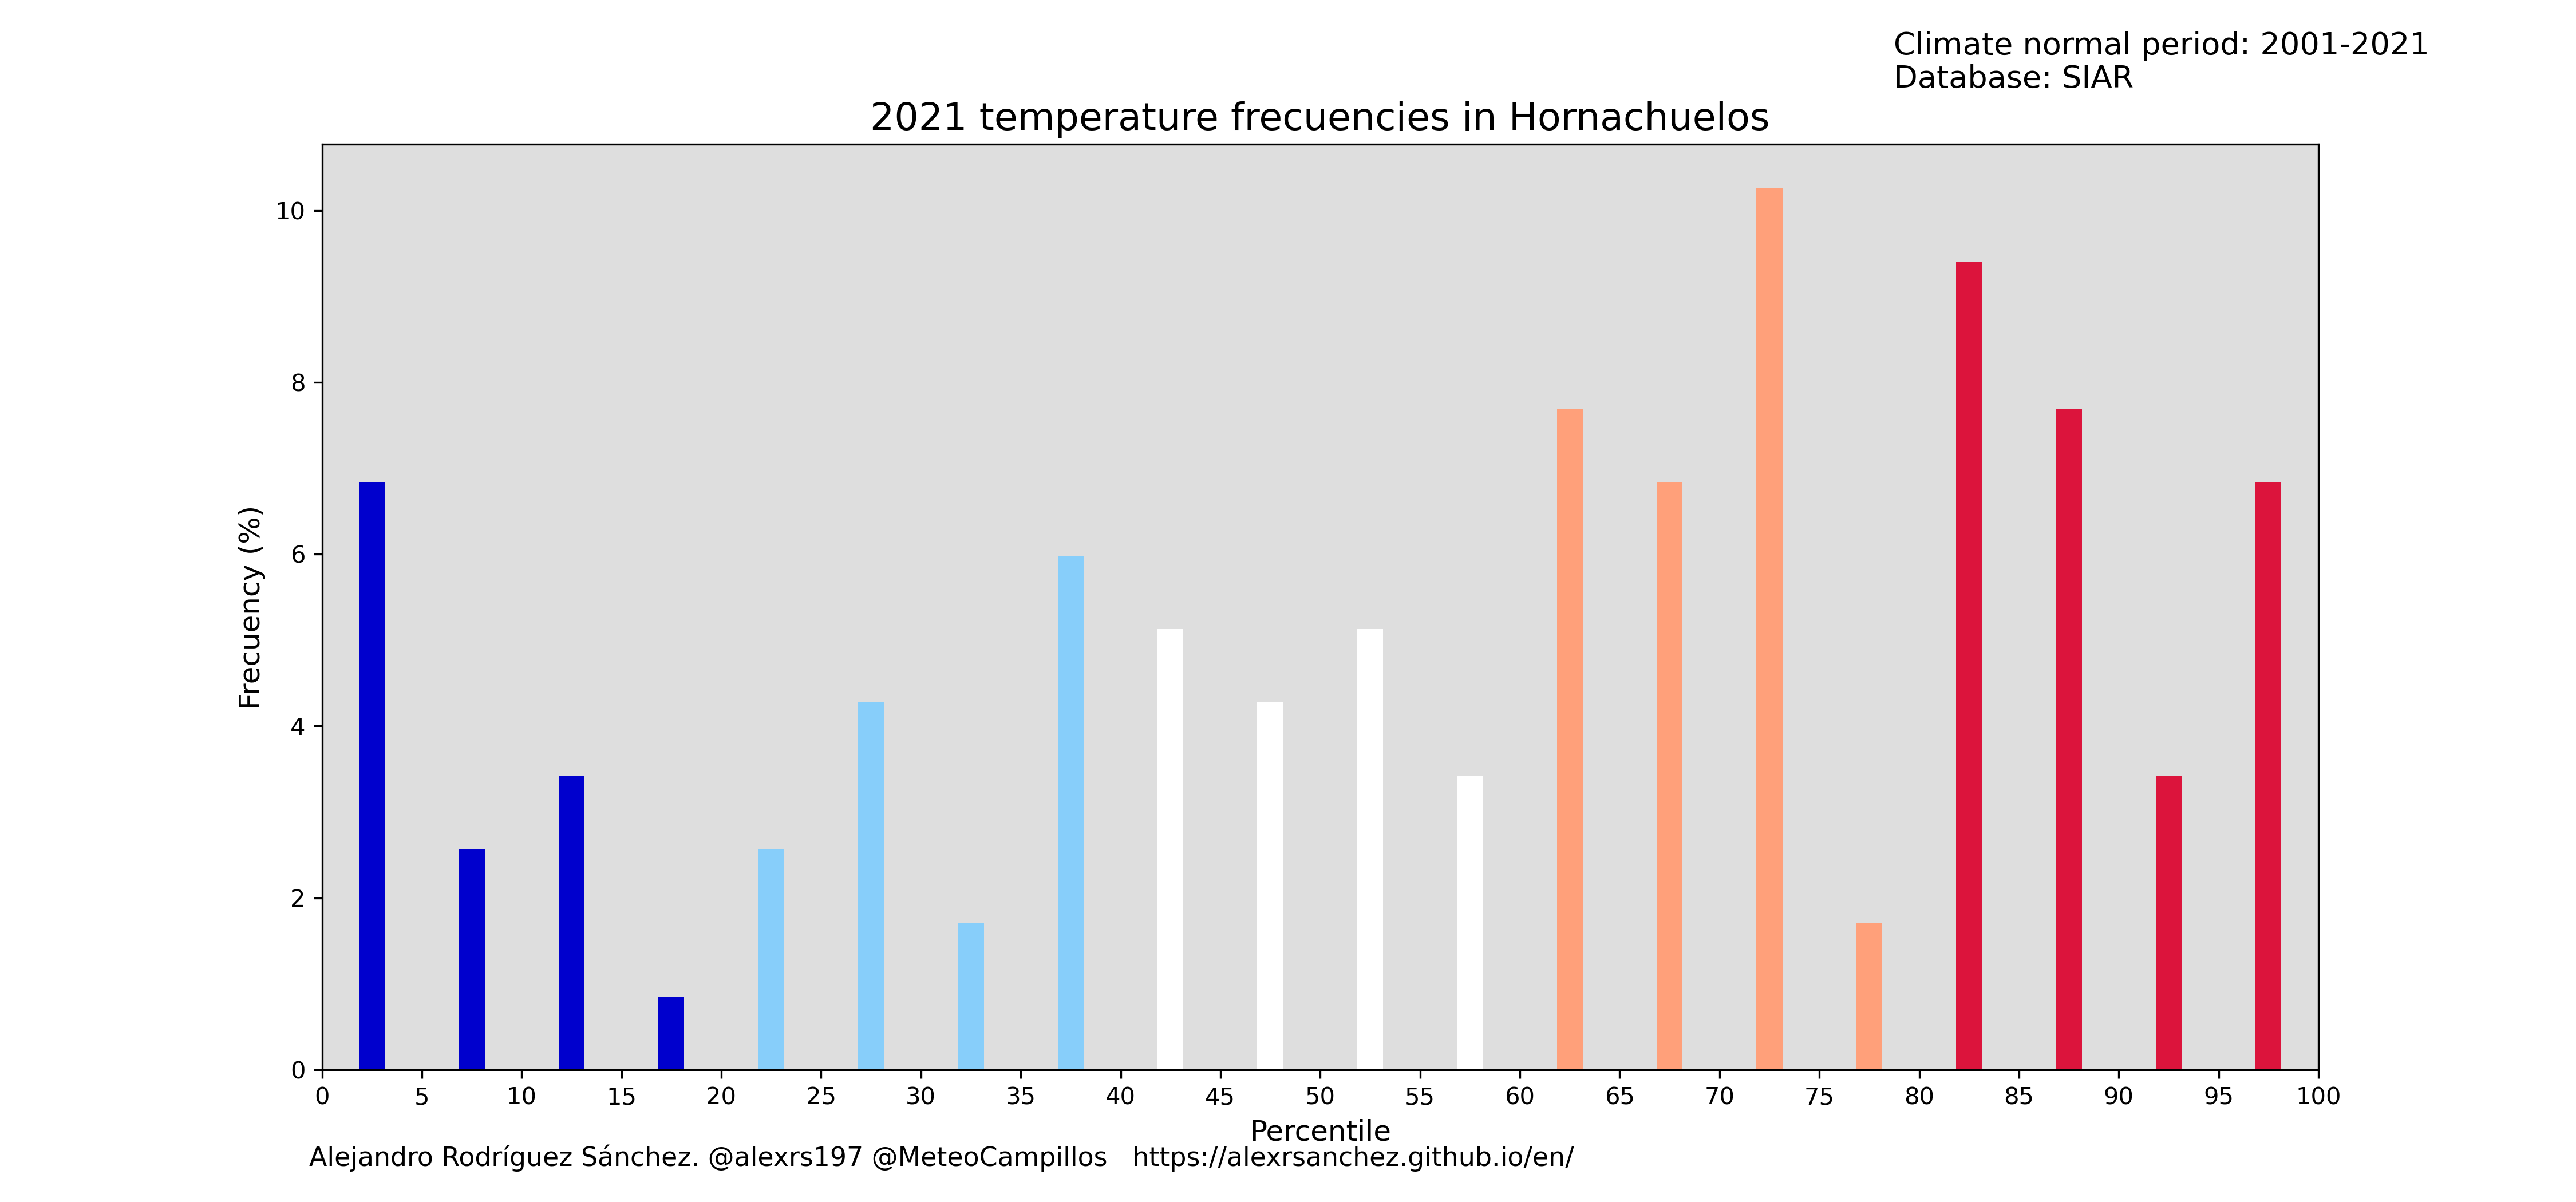 Climate normal period: 2001-2021
Database: SIAR
2021 temperature frecuencies in Hornachuelos
10
8
6
4
2
0
Frecuency (%)
0 5 10 15 20 25 30 35 40 45 50 55 60 65 70 75 80 85 90 95 100
Percentile
Alejandro Rodríguez Sánchez. @alexrs197 @MeteoCampillos https://alexrsanchez.github.io/en/